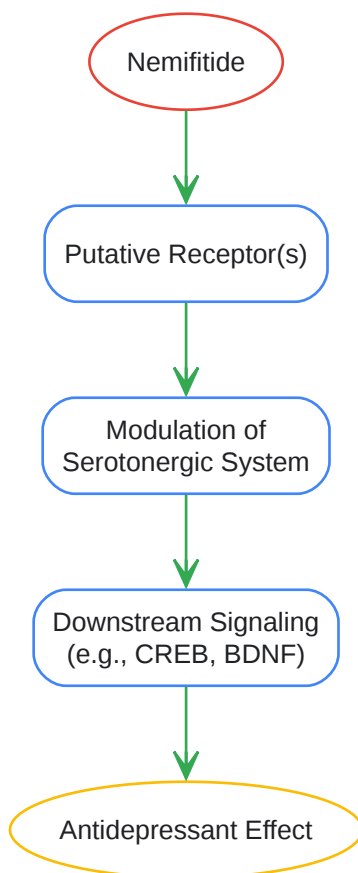 Nemifitide
Putative Receptor(s)
Modulation of
Serotonergic System
Downstream Signaling
(e.g., CREB, BDNF)
Antidepressant Effect